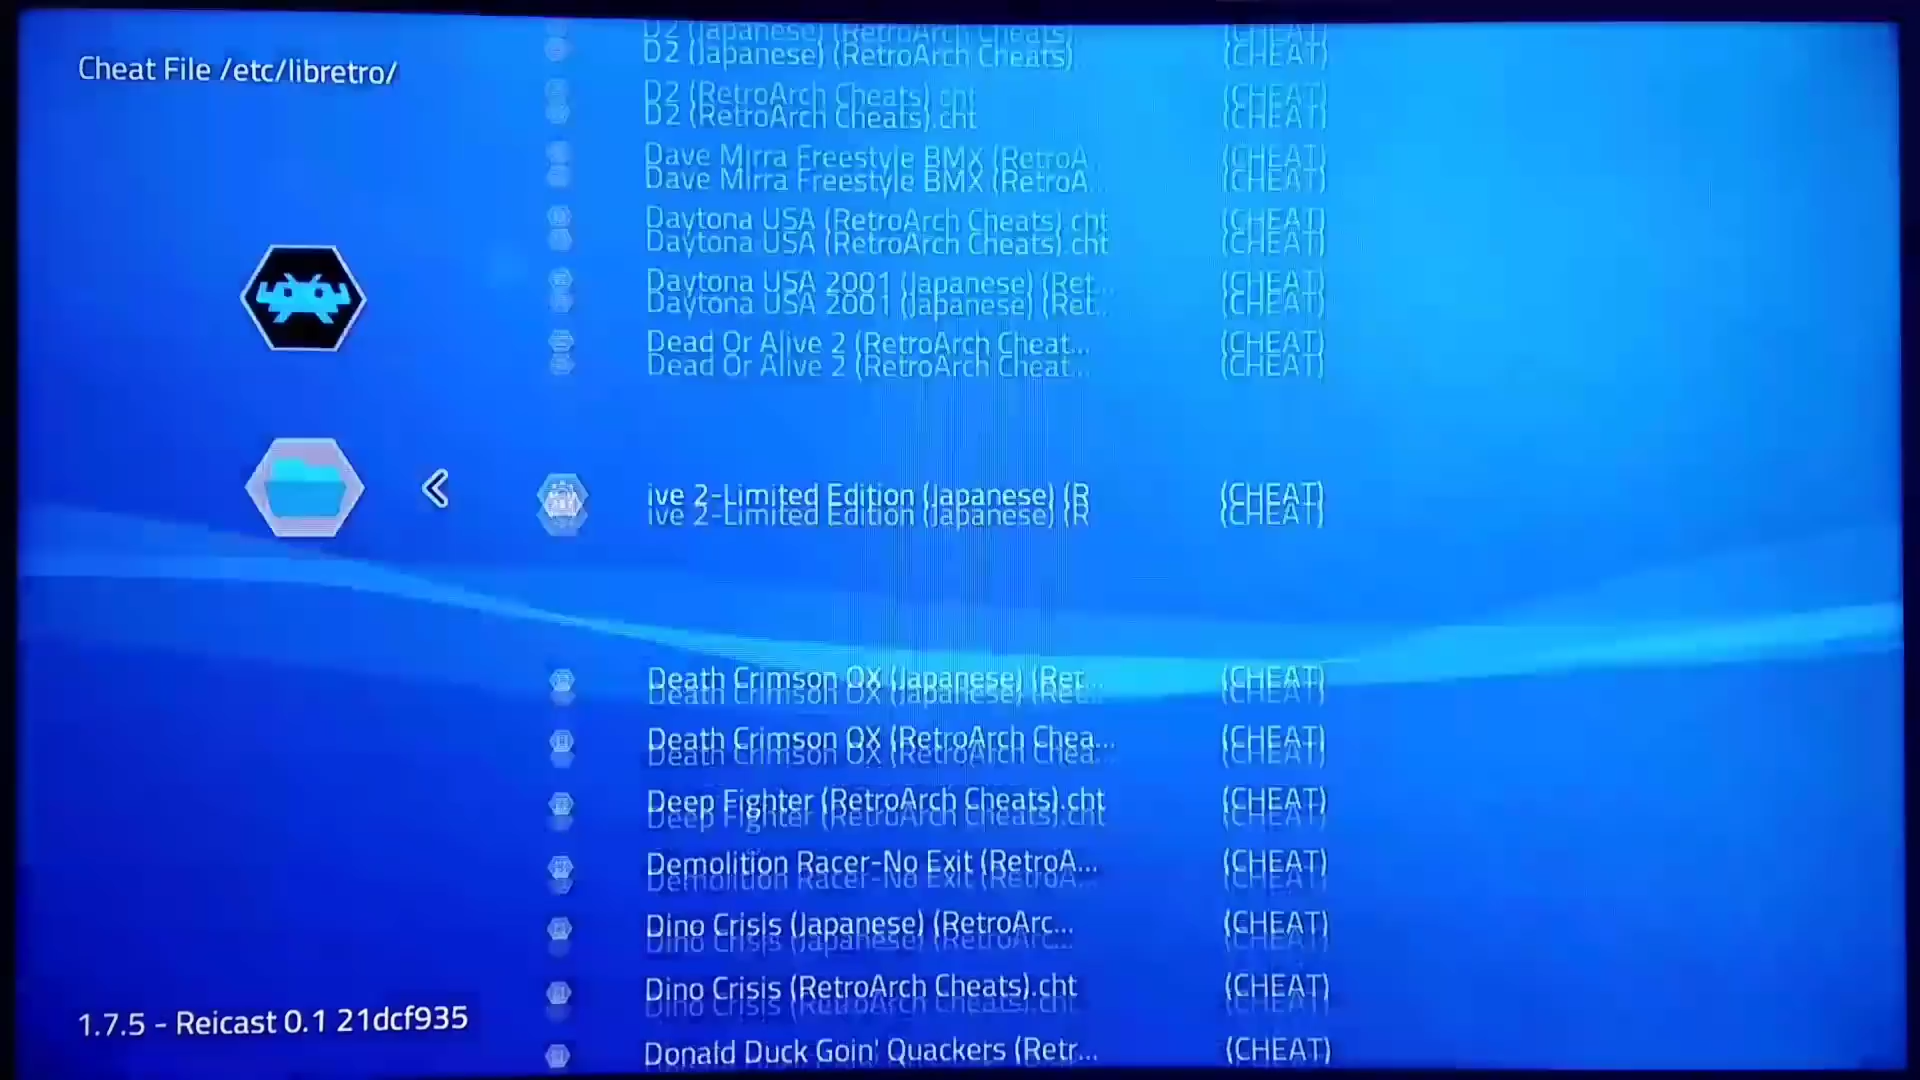 Cheat File /etc/libretro/
D2 (Japanese) (RetroArch Cheats) (CHEAT)
D2 (RetroArch Cheats).cht (CHEAT)
Dave Mirra Freestyle BMX (RetroA... (CHEAT)
Daytona USA (RetroArch Cheats).cht (CHEAT)
Daytona USA 2001 (Japanese) (Ret... (CHEAT)
Dead Or Alive 2 (RetroArch Cheat... (CHEAT)
ive 2-Limited Edition (Japanese) (R (CHEAT)
Death Crimson OX (Japanese) (Ret... (CHEAT)
Death Crimson OX (RetroArch Chea... (CHEAT)
Deep Fighter (RetroArch Cheats).cht (CHEAT)
Demolition Racer-No Exit (RetroA... (CHEAT)
Dino Crisis (Japanese) (RetroArc... (CHEAT)
Dino Crisis (RetroArch Cheats).cht (CHEAT)
Donald Duck Goin' Quackers (Retr... (CHEAT)
1.7.5 - Reicast 0.1 21dcf935